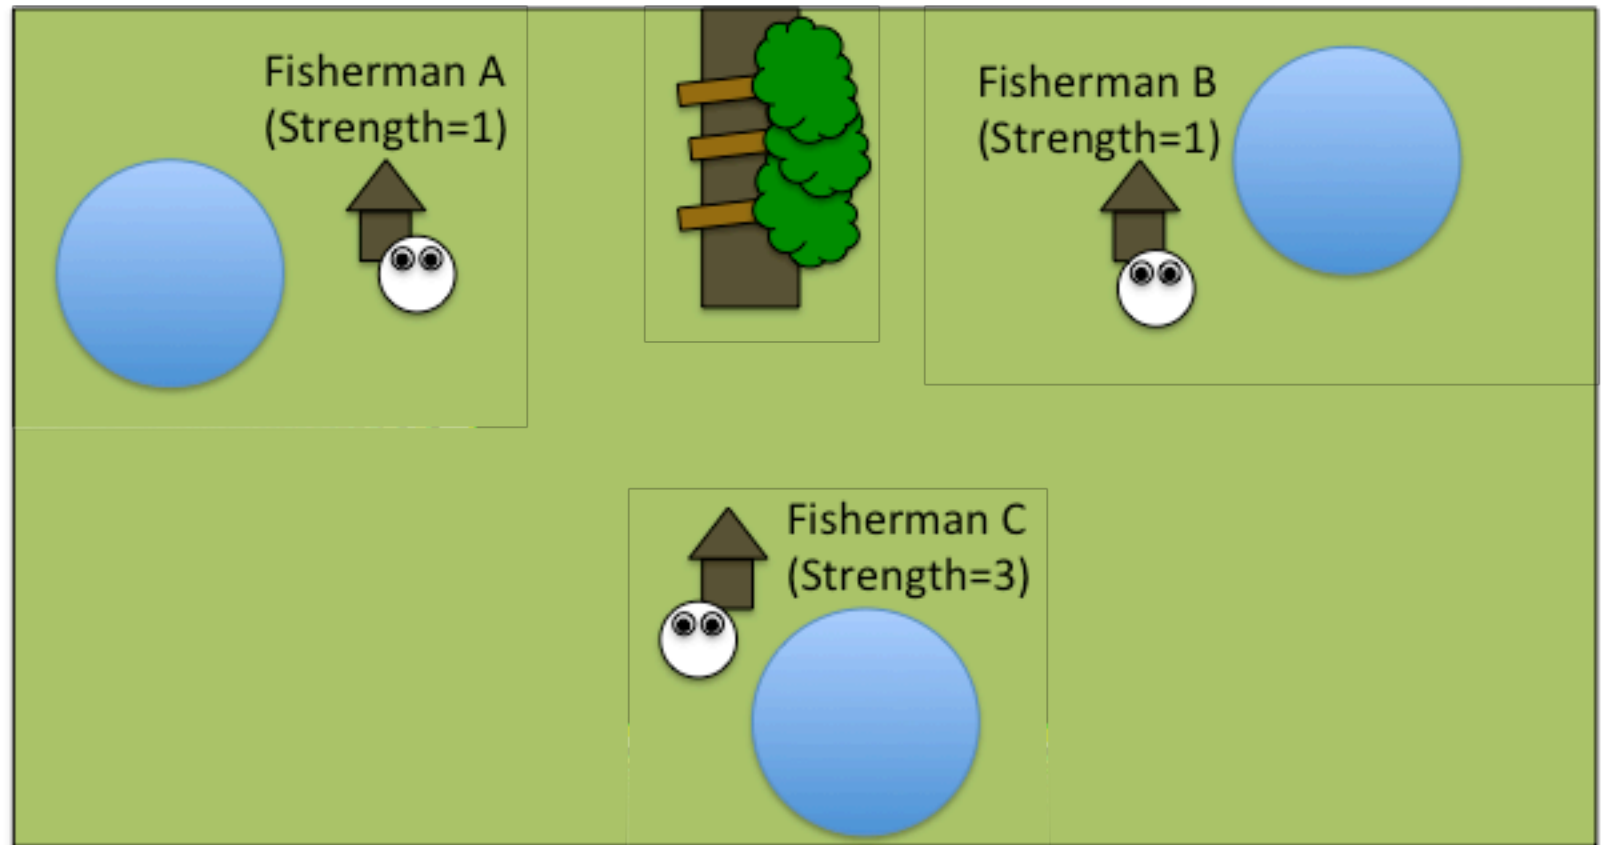 Fisherman A
(Strength=1)
Fisherman B
(Strength=1)
Fisherman C
(Strength=3)